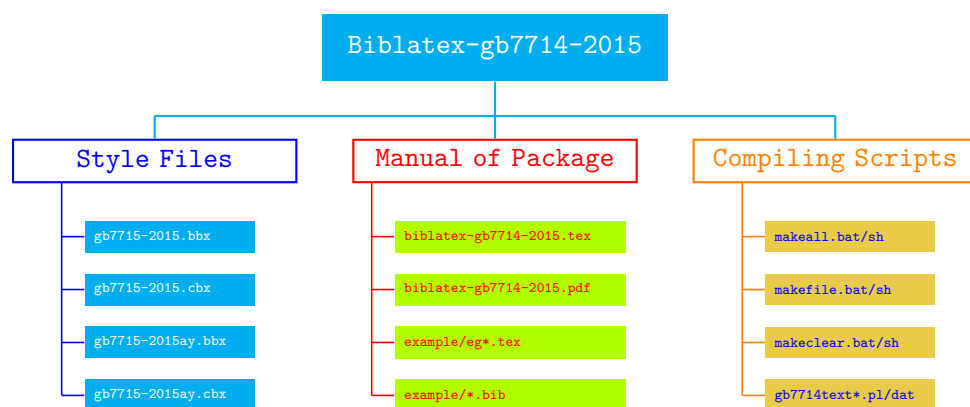 Biblatex-gb7714-2015
Style Files
gb7715-2015.bbx
gb7715-2015.cbx
gb7715-2015ay.bbx
gb7715-2015ay.cbx
Manual of Package
biblatex-gb7714-2015.tex
biblatex-gb7714-2015.pdf
example/eg*.tex
example/*.bib
Compiling Scripts
makeall.bat/sh
makefile.bat/sh
makeclear.bat/sh
gb7714text*.pl/dat